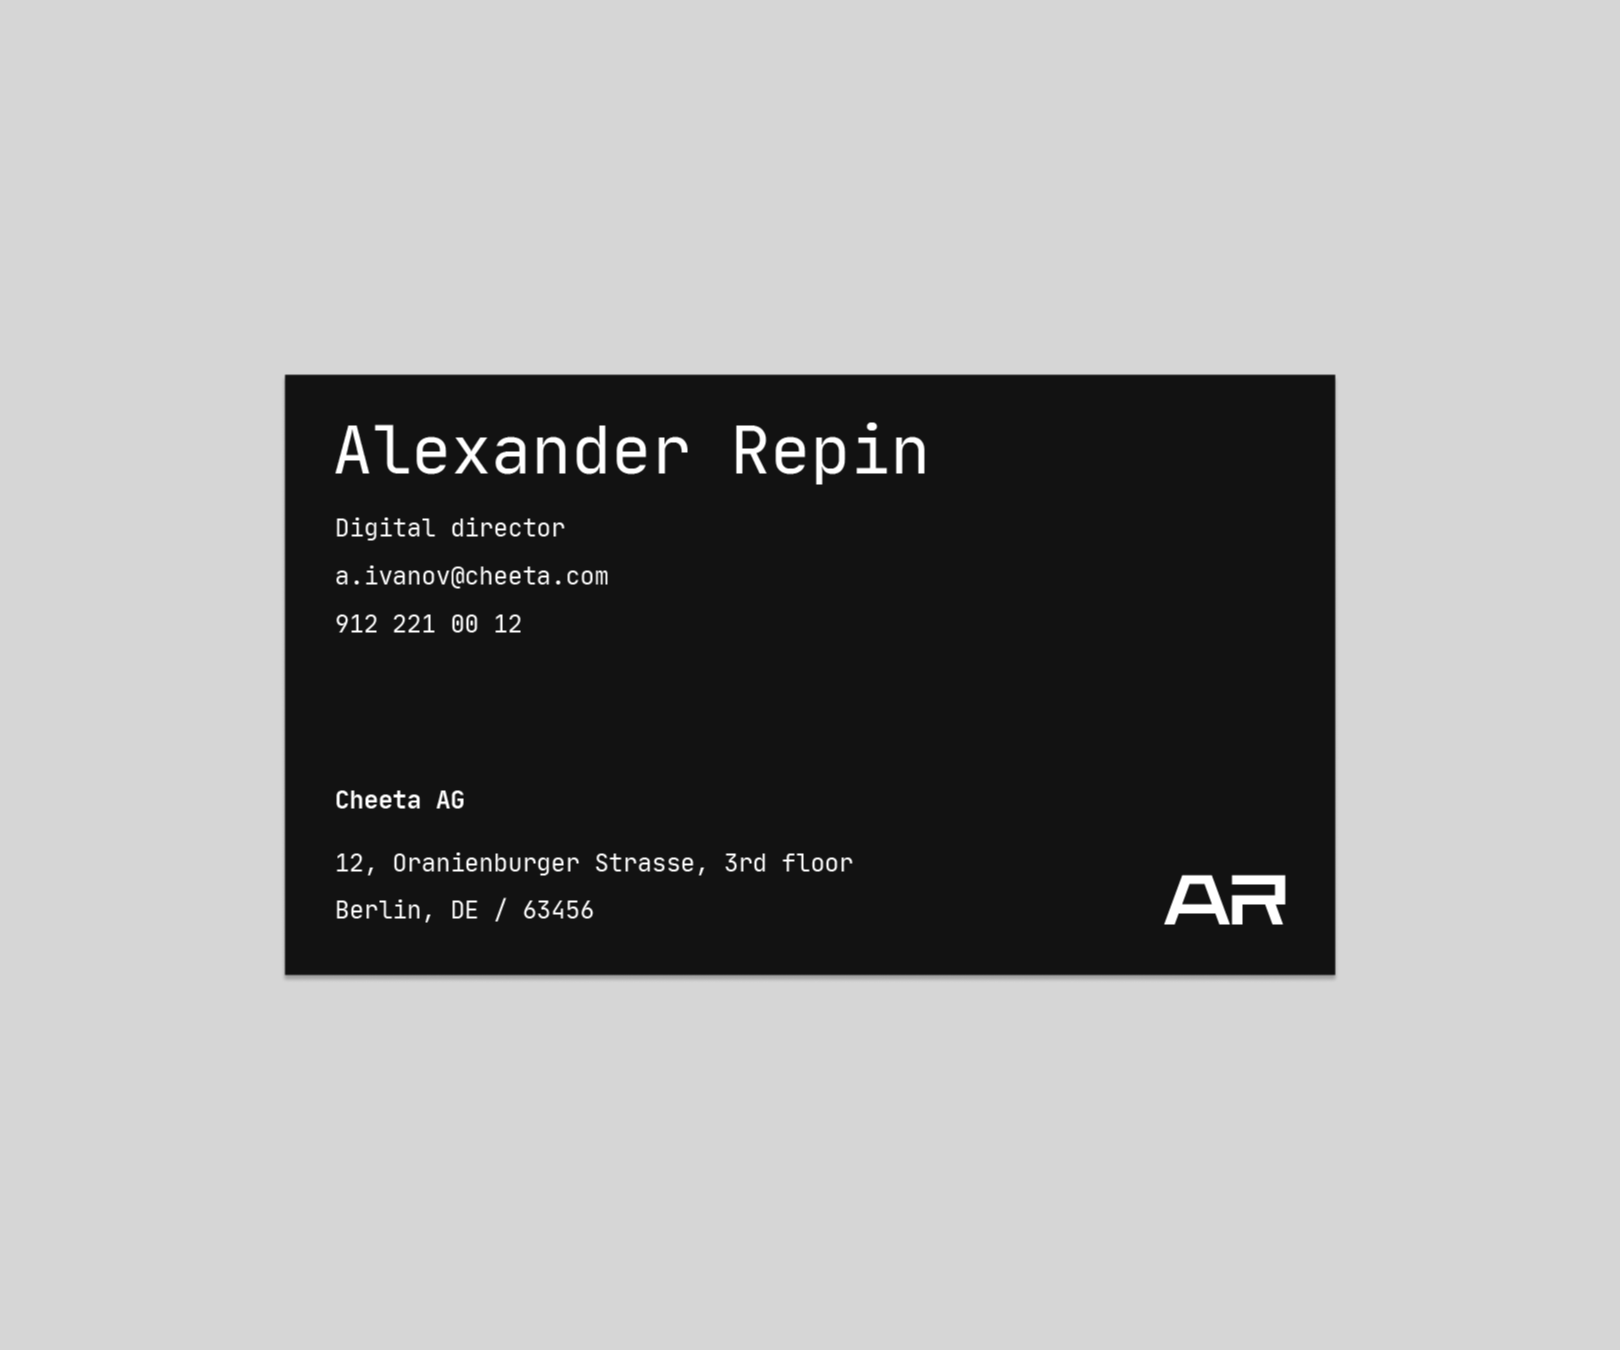 Alexander Repin
Digital director
a.ivanov@cheeta.com
912 221 00 12
Cheeta AG
12, Oranienburger Strasse, 3rd floor
Berlin, DE / 63456
AR